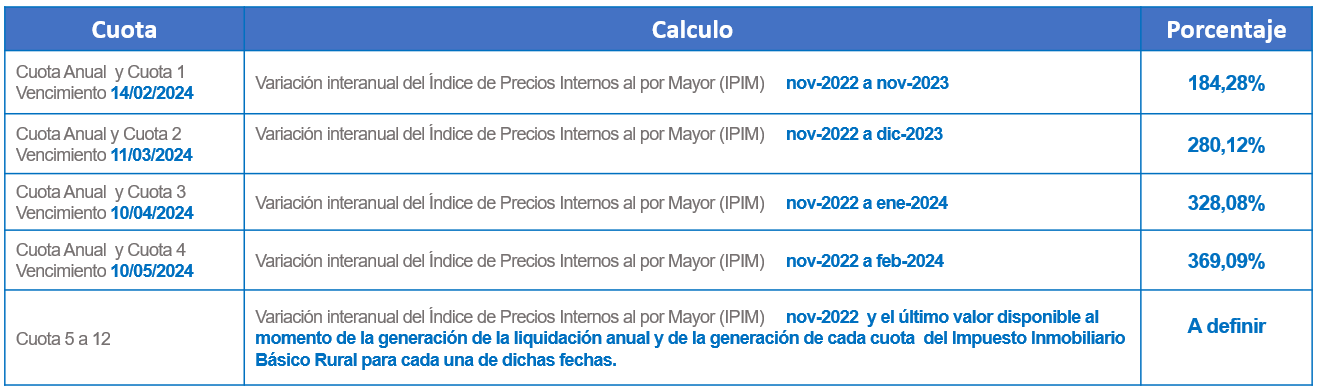 Cuota
Calculo
Porcentaje
Cuota Anual y Cuota 1
Vencimiento 14/02/2024
Variación interanual del Índice de Precios Internos al por Mayor (IPIM) nov-2022 a nov-2023
184,28%
Cuota Anual y Cuota 2
Vencimiento 11/03/2024
Variación interanual del Índice de Precios Internos al por Mayor (IPIM) nov-2022 a dic-2023
280,12%
Cuota Anual y Cuota 3
Vencimiento 10/04/2024
Variación interanual del Índice de Precios Internos al por Mayor (IPIM) nov-2022 a ene-2024
328,08%
Cuota Anual y Cuota 4
Vencimiento 10/05/2024
Variación interanual del Índice de Precios Internos al por Mayor (IPIM) nov-2022 a feb-2024
369,09%
Cuota 5 a 12
Variación interanual del Índice de Precios Internos al por Mayor (IPIM) nov-2022 y el último valor disponible al
momento de la generación de la liquidación anual y de la generación de cada cuota del Impuesto Inmobiliario
Básico Rural para cada una de dichas fechas.
A definir